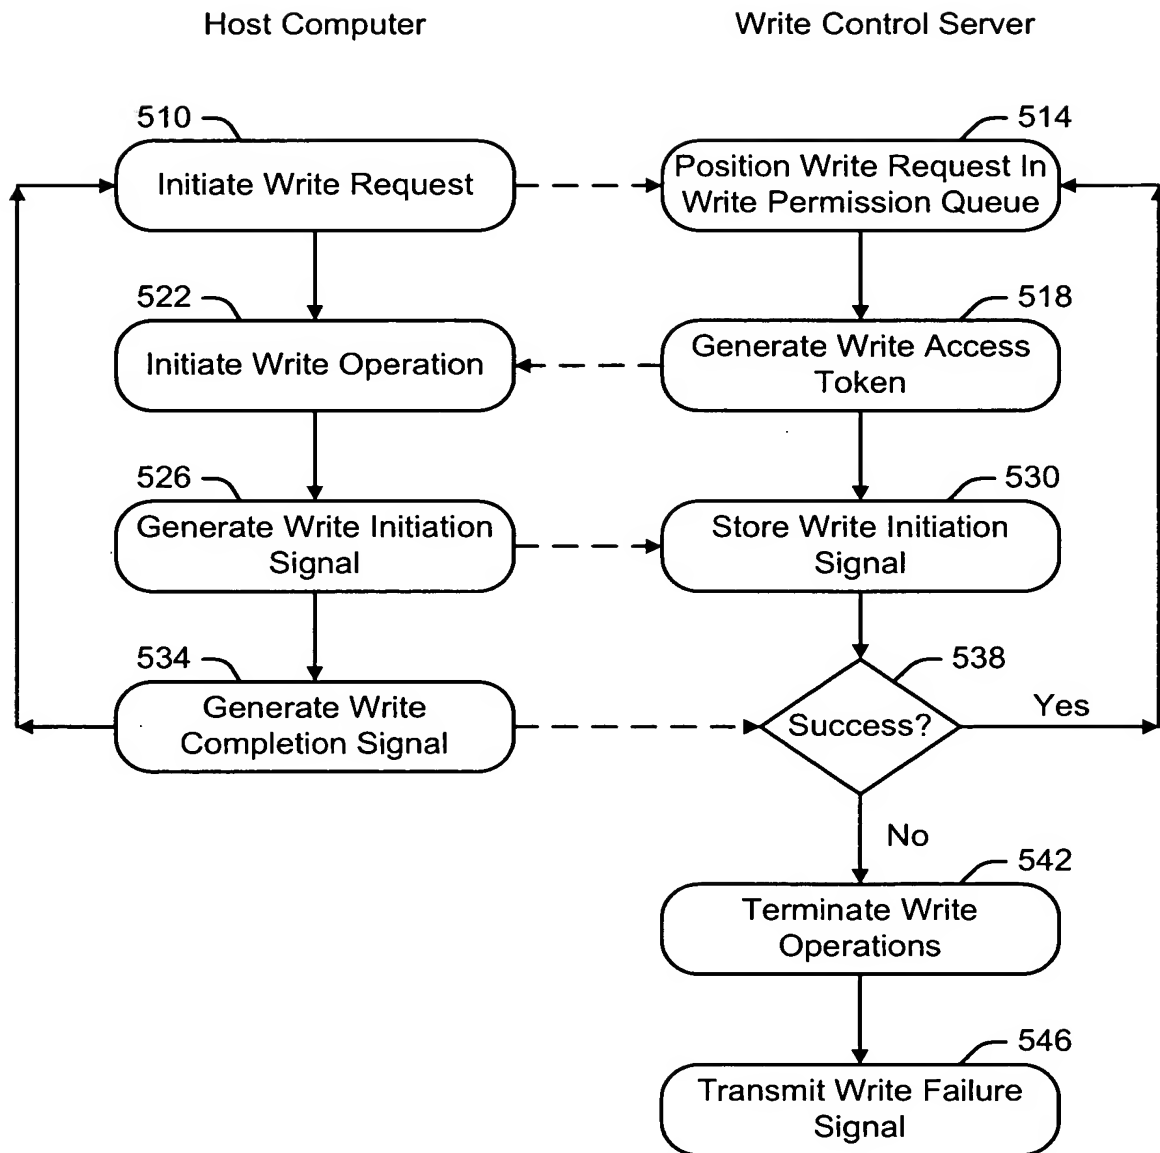 Host Computer
Write Control Server
510
514
Initiate Write Request
Position Write Request In
Write Permission Queue
522
518
Initiate Write Operation
Generate Write Access
Token
526
530
Generate Write Initiation
Signal
Store Write Initiation
Signal
534
538
Generate Write
Completion Signal
Success?
Yes
No
542
Terminate Write
Operations
546
Transmit Write Failure
Signal